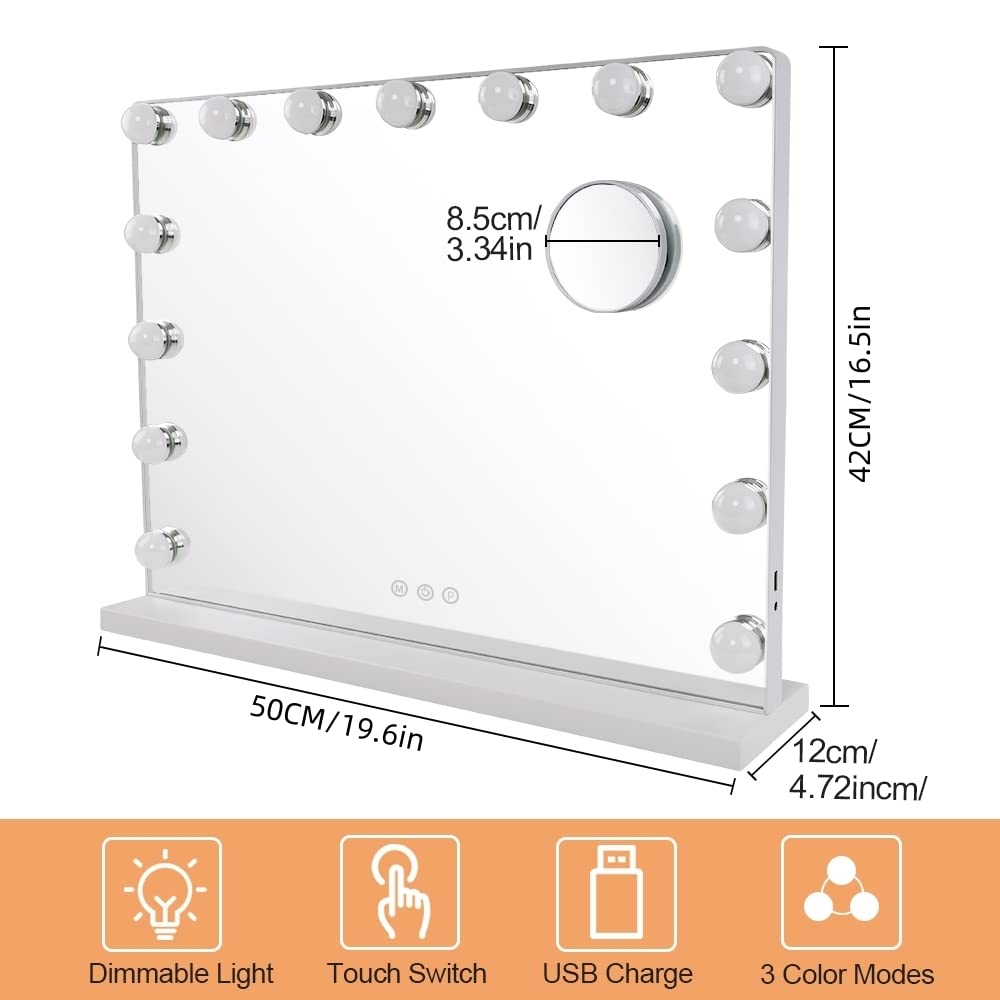 8.5cm/
3.34in
42CM/16.5in
M
P
50CM/19.6in
12cm/
4.72incm/
Dimmable Light
Touch Switch
USB Charge
3 Color Modes